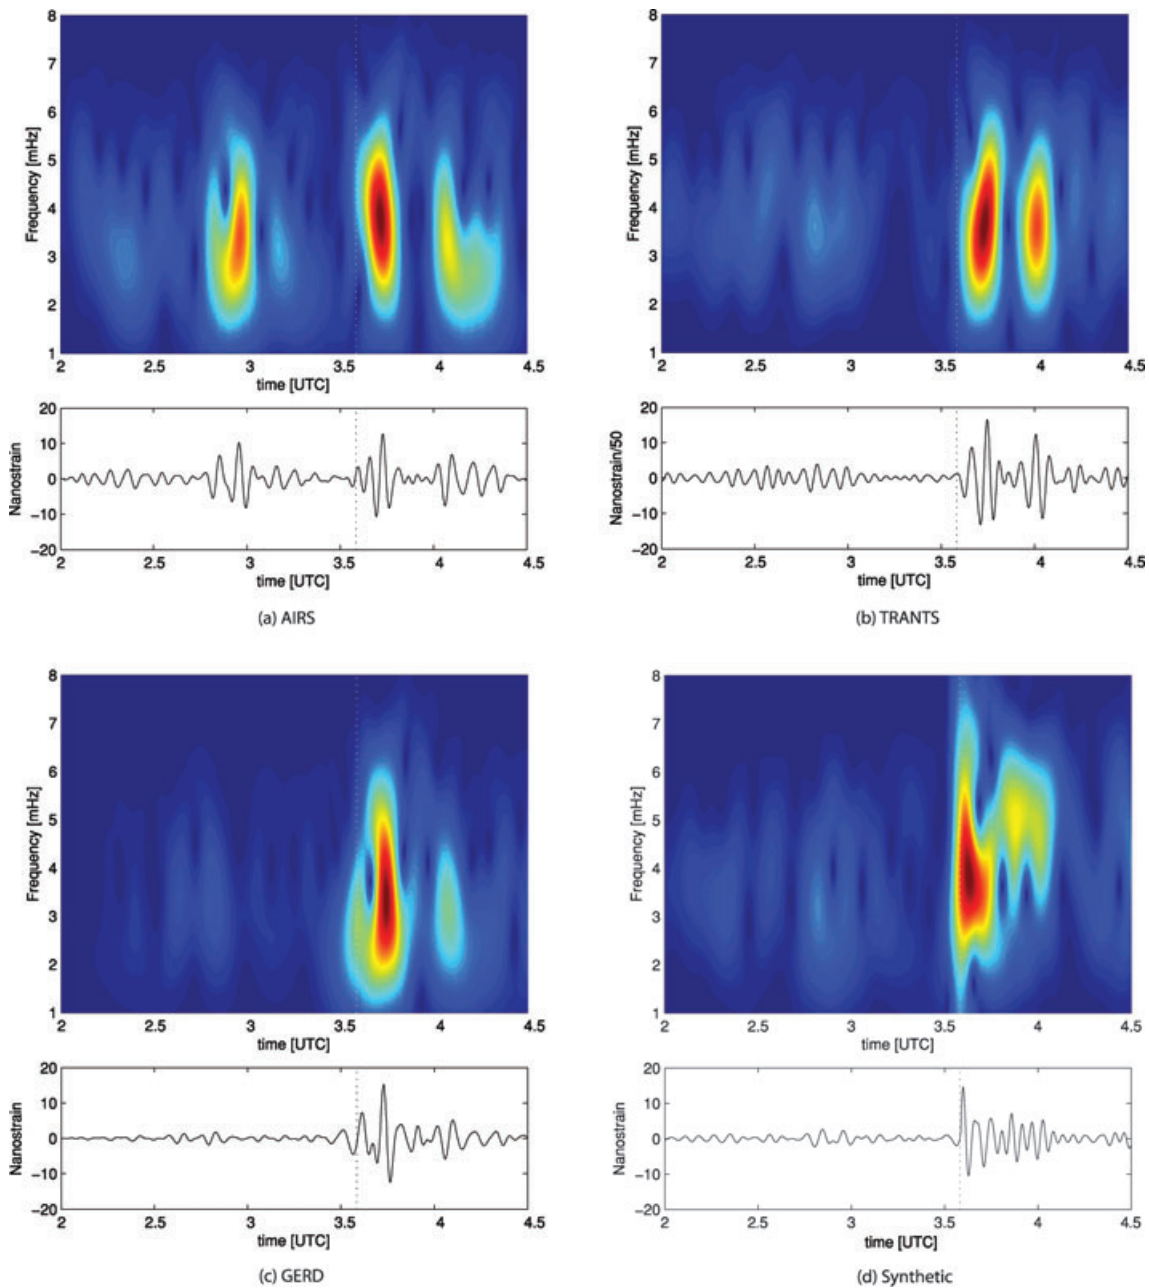 8
7
6
5
4
3
2
1
Frequency [mHz]
2 2.5 3 3.5 4 4.5
time [UTC]
20
10
0
−10
−20
Nanostrain
2 2.5 3 3.5 4 4.5
time [UTC]
(a) AIRS
8
7
6
5
4
3
2
1
Frequency [mHz]
2 2.5 3 3.5 4 4.5
time [UTC]
20
10
0
−10
−20
Nanostrain/50
2 2.5 3 3.5 4 4.5
time [UTC]
(b) TRANTS
8
7
6
5
4
3
2
1
Frequency [mHz]
2 2.5 3 3.5 4 4.5
time [UTC]
20
10
0
−10
−20
Nanostrain
2 2.5 3 3.5 4 4.5
time [UTC]
(c) GERD
8
7
6
5
4
3
2
1
Frequency [mHz]
2 2.5 3 3.5 4 4.5
time [UTC]
20
10
0
−10
−20
Nanostrain
2 2.5 3 3.5 4 4.5
time [UTC]
(d) Synthetic